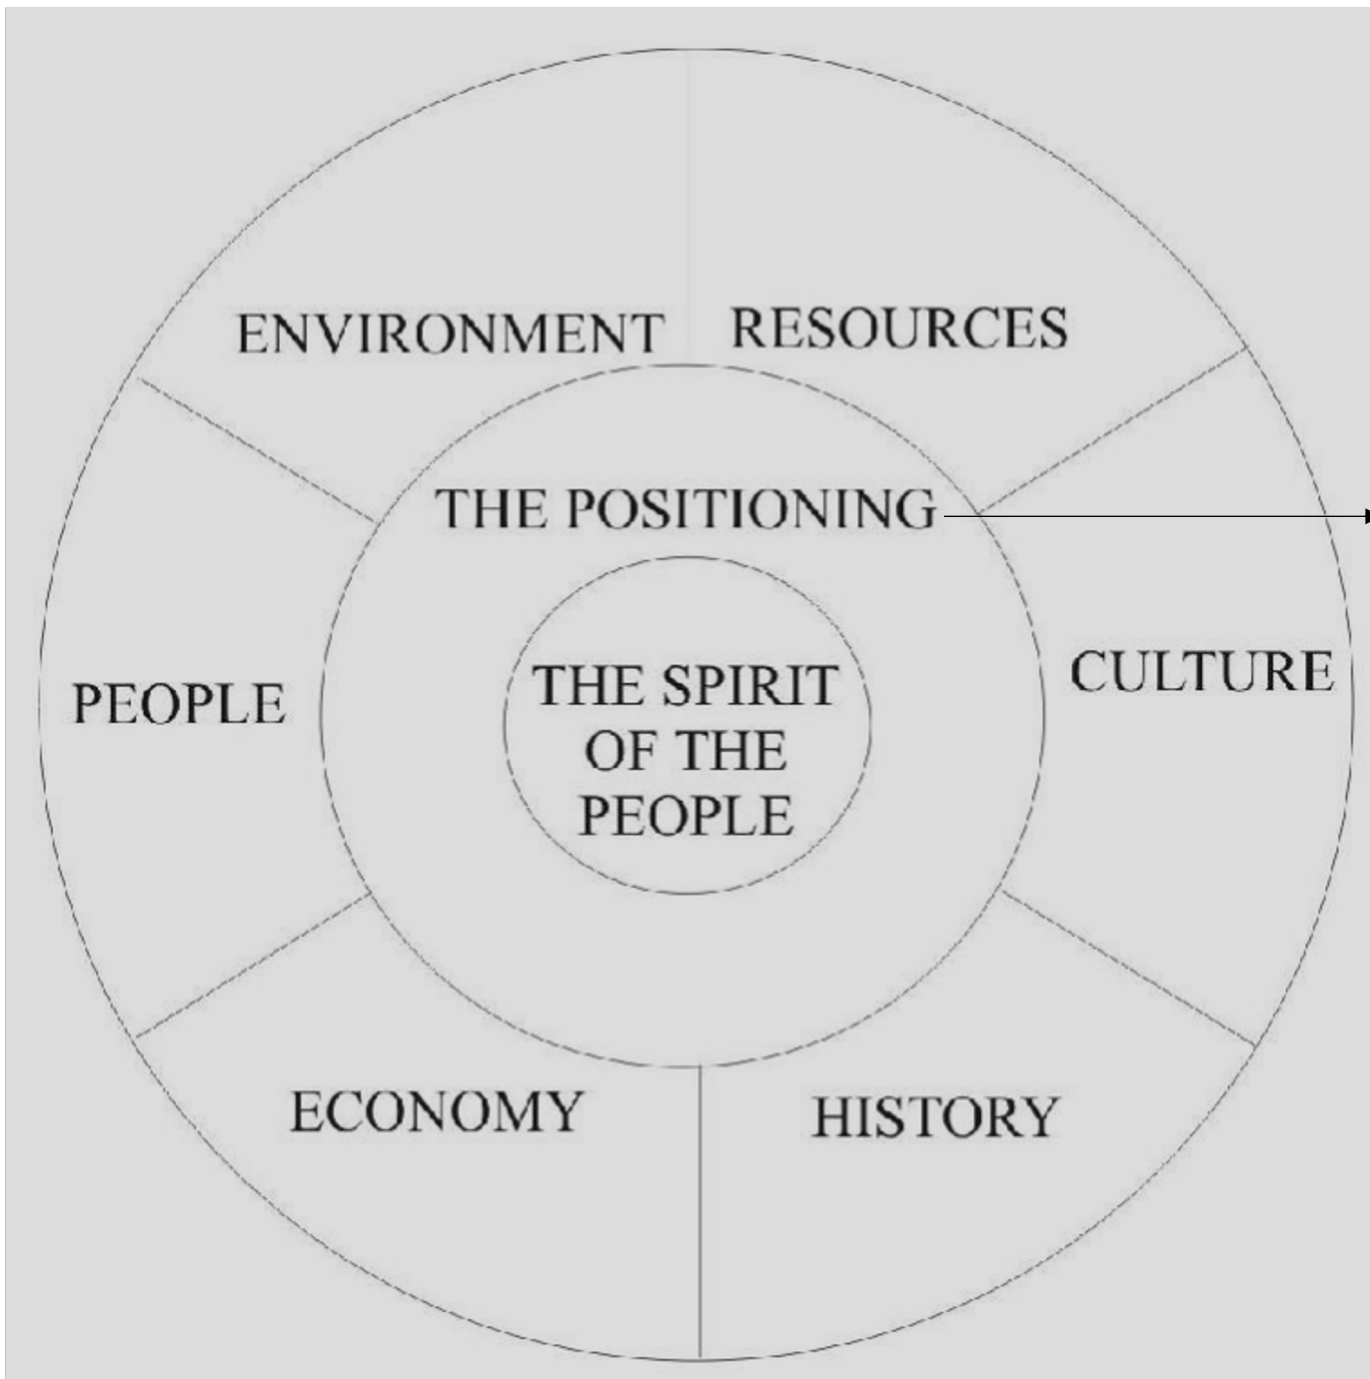 ENVIRONMENT
RESOURCES
THE POSITIONING
PEOPLE
THE SPIRIT
OF THE
PEOPLE
CULTURE
ECONOMY
HISTORY